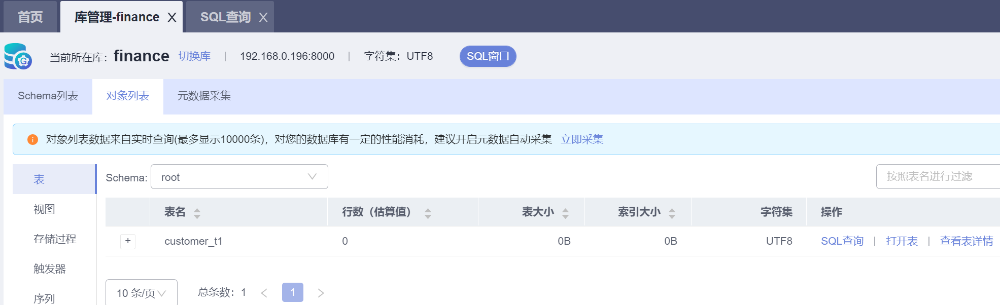 首页 库管理-finance X SQL查询 X
当前所在库: finance 切换库 | 192.168.0.196:8000 | 字符集: UTF8 SQL窗口
Schema列表 对象列表 元数据采集
对象列表数据来自实时查询(最多显示10000条)，对您的数据库有一定的性能消耗，建议开启元数据自动采集 立即采集
表 Schema: root 按照表名进行过滤
视图
存储过程
触发器
序列
表名 行数（估算值） 表大小 索引大小 字符集 操作
+ customer_t1 0 0B 0B UTF8 SQL查询 | 打开表 | 查看表详情
10 条/页 总条数: 1 < 1 >